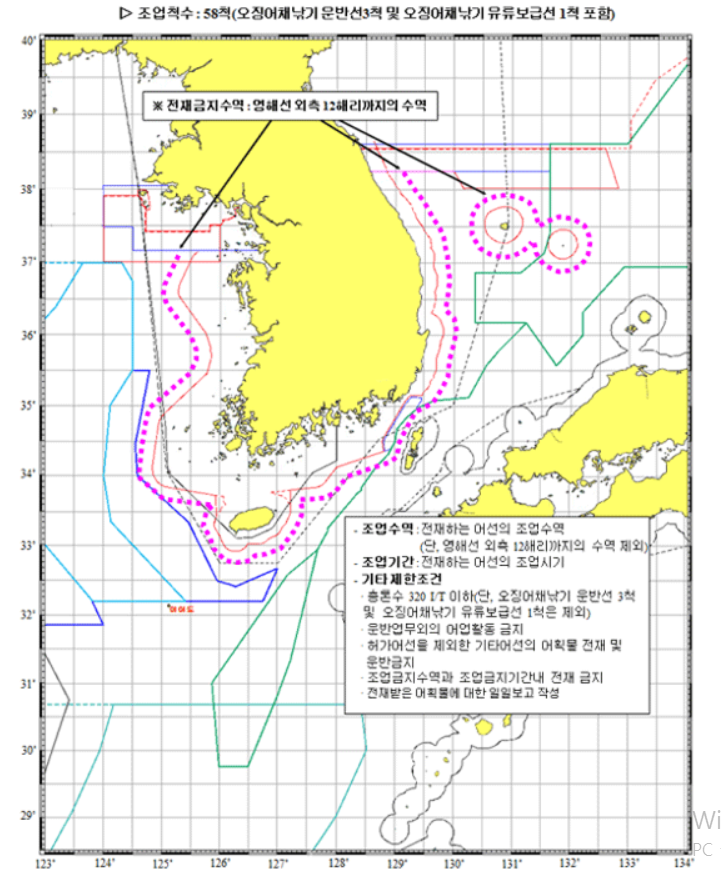 ▷ 조업척수 : 58척(오징어채낚기 운반선3척 및 오징어채낚기 유류보급선 1척 포함)
40˚
※ 전재금지수역 : 영해선 외측 12해리까지의 수역
39˚
38˚
37˚
36˚
35˚
34˚
33˚
32˚
31˚
30˚
29˚
이어도
- 조업수역 : 전재하는 어선의 조업수역
(단, 영해선 외측 12해리까지의 수역 제외)
- 조업기간 : 전재하는 어선의 조업시기
- 기타제한조건
· 총톤수 320 G/T 이하(단, 오징어채낚기 운반선 3척
및 오징어채낚기 유류보급선 1척은 제외)
· 운반업무외의 어업활동 금지
· 허가어선을 제외한 기타어선의 어획물 전재 및
운반금지
· 조업금지수역과 조업금지기간내 전재 금지
· 전재받은 어획물에 대한 일일보고 작성
123˚ 124˚ 125˚ 126˚ 127˚ 128˚ 129˚ 130˚ 131˚ 132˚ 133˚ 134˚
Wi
PC